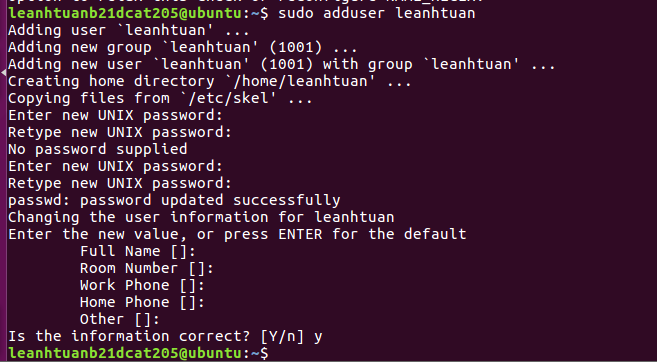 leanhtuanb21dcat205@ubuntu:~$ sudo adduser leanhtuan
Adding user `leanhtuan' ...
Adding new group `leanhtuan' (1001) ...
Adding new user `leanhtuan' (1001) with group `leanhtuan' ...
Creating home directory `/home/leanhtuan' ...
Copying files from `/etc/skel' ...
Enter new UNIX password:
Retype new UNIX password:
No password supplied
Enter new UNIX password:
Retype new UNIX password:
passwd: password updated successfully
Changing the user information for leanhtuan
Enter the new value, or press ENTER for the default
        Full Name []:
        Room Number []:
        Work Phone []:
        Home Phone []:
        Other []:
Is the information correct? [Y/n] y
leanhtuanb21dcat205@ubuntu:~$